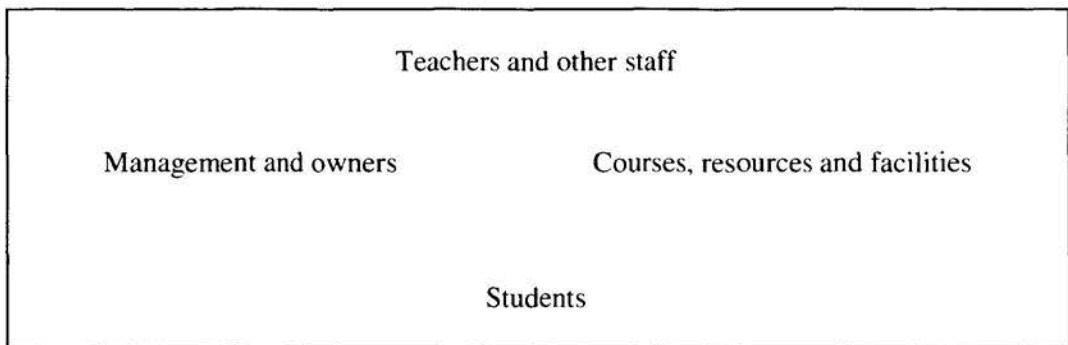 Teachers and other staff
Management and owners Courses, resources and facilities
Students